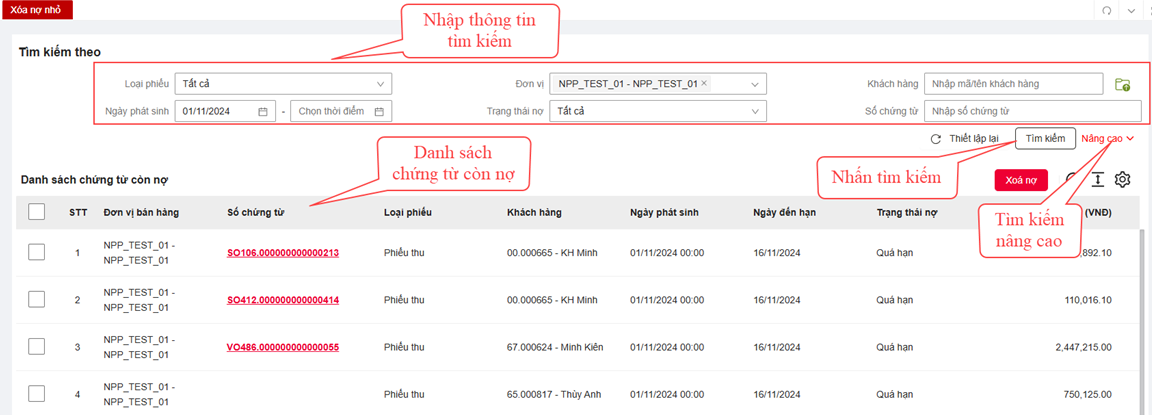 Xóa nợ nhỏ
Nhập thông tin
tìm kiếm
Tìm kiếm theo
Loại phiếu Tất cả Đơn vị NPP_TEST_01 - NPP_TEST_01 × Khách hàng Nhập mã/tên khách hàng
Ngày phát sinh 01/11/2024 - Chọn thời điểm Trạng thái nợ Tất cả Số chứng từ Nhập số chứng từ
Thiết lập lại Tìm kiếm Nâng cao
Danh sách
chứng từ còn nợ
Nhấn tìm kiếm
Danh sách chứng từ còn nợ Xoá nợ
Tìm kiếm
nâng cao
STT Đơn vị bán hàng Số chứng từ Loại phiếu Khách hàng Ngày phát sinh Ngày đến hạn Trạng thái nợ (VNĐ)
1 NPP_TEST_01 - SO106.000000000000213 Phiếu thu 00.000665 - KH Minh 01/11/2024 00:00 16/11/2024 Quá hạn ,892.10
NPP_TEST_01
2 NPP_TEST_01 - SO412.000000000000414 Phiếu thu 00.000665 - KH Minh 01/11/2024 00:00 16/11/2024 Quá hạn 110,016.10
NPP_TEST_01
3 NPP_TEST_01 - VO486.000000000000055 Phiếu thu 67.000624 - Minh Kiên 01/11/2024 00:00 16/11/2024 Quá hạn 2,447,215.00
NPP_TEST_01
4 NPP_TEST_01 - Phiếu thu 65.000817 - Thùy Anh 01/11/2024 00:00 16/11/2024 Quá hạn 750,125.00
NPP_TEST_01